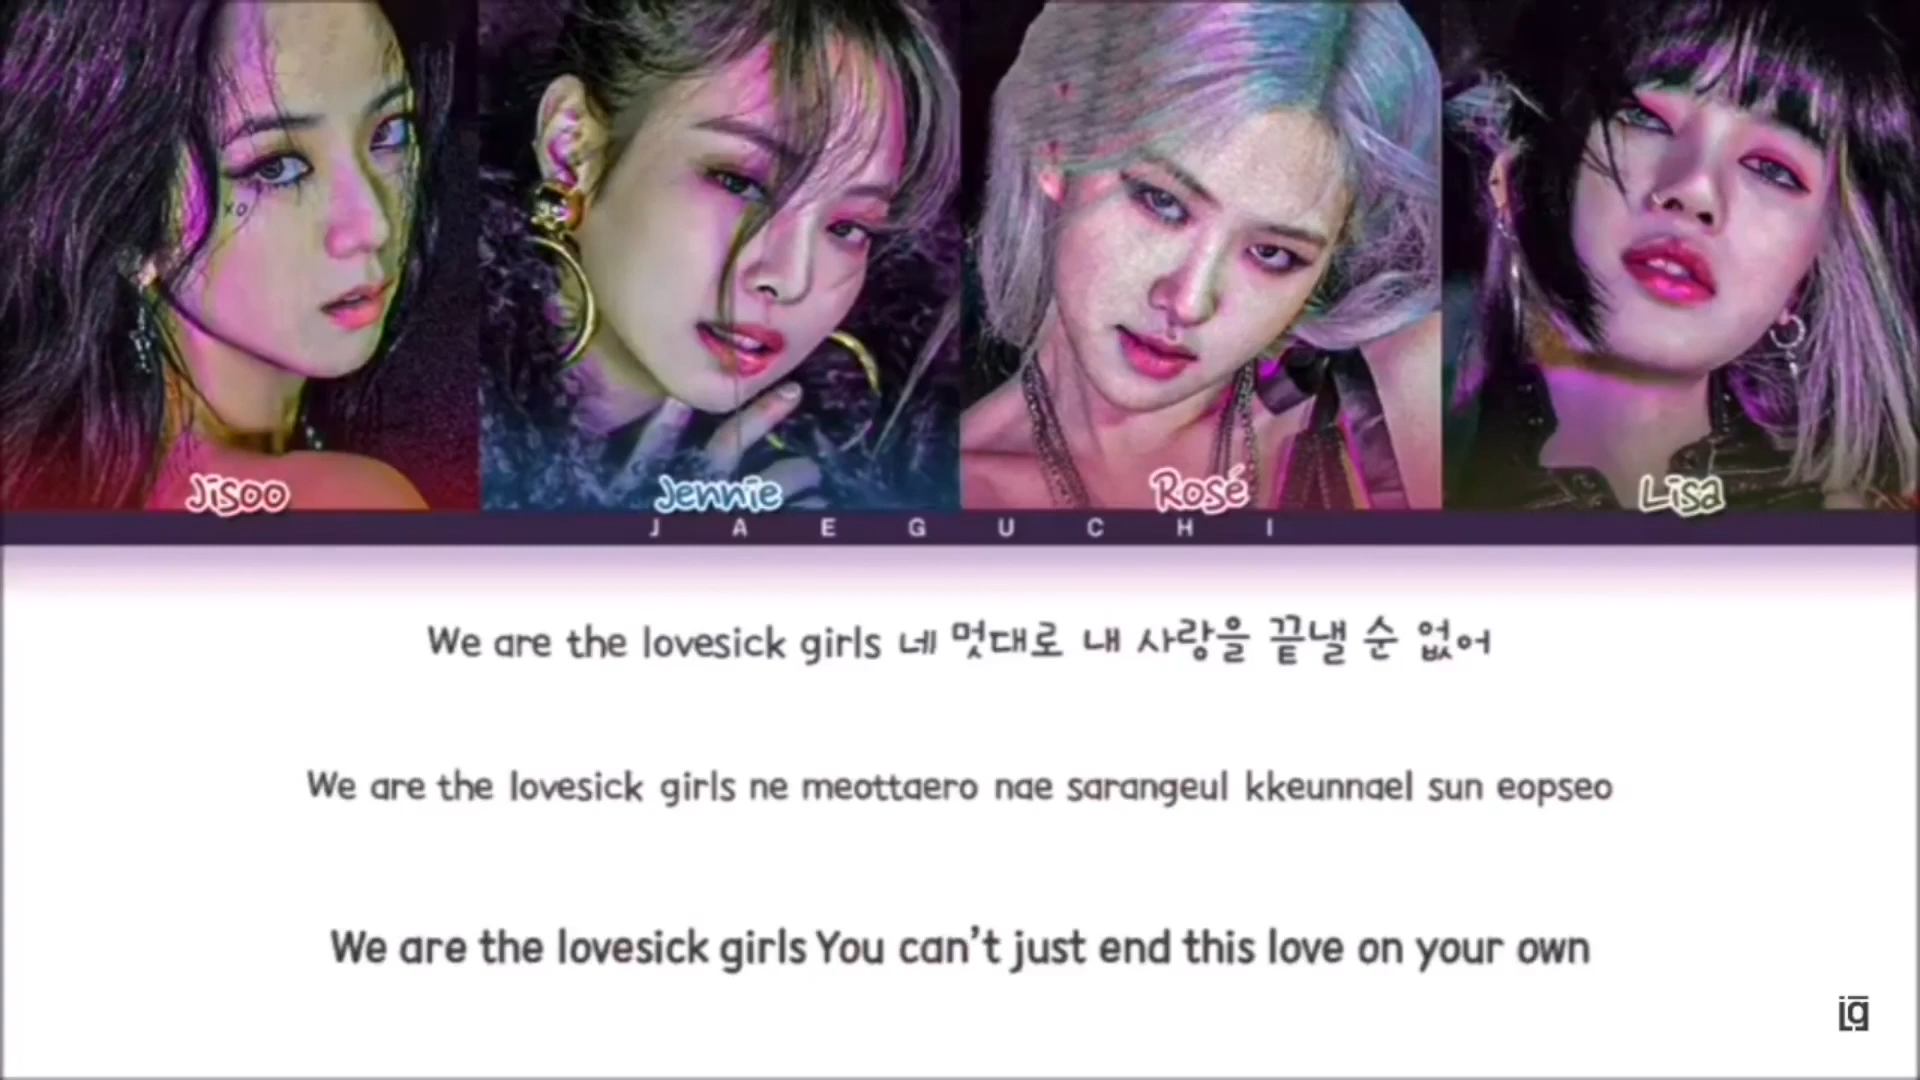 xo
Jisoo
Jennie
Rosé
Lisa
JAEGUCHI
We are the lovesick girls 네 멋대로 내 사랑을 끝낼 순 없어
We are the lovesick girls ne meottaero nae sarangeul kkeunnael sun eopseo
We are the lovesick girls You can't just end this love on your own
jg